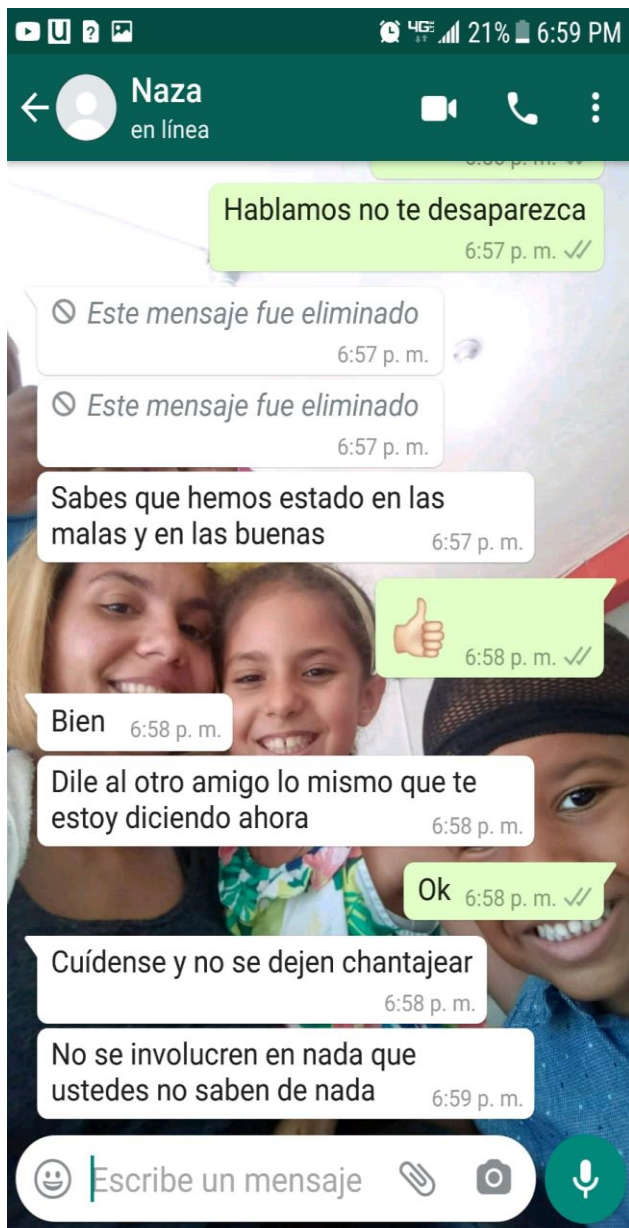 21% 6:59 PM
Naza
en línea
Hablamos no te desaparezca
6:57 p. m.
Este mensaje fue eliminado
6:57 p. m.
Este mensaje fue eliminado
6:57 p. m.
Sabes que hemos estado en las
malas y en las buenas 6:57 p. m.
👍 6:58 p. m.
Bien 6:58 p. m.
Dile al otro amigo lo mismo que te
estoy diciendo ahora 6:58 p. m.
Ok 6:58 p. m.
Cuídense y no se dejen chantajear
6:58 p. m.
No se involucren en nada que
ustedes no saben de nada 6:59 p. m.
Escribe un mensaje